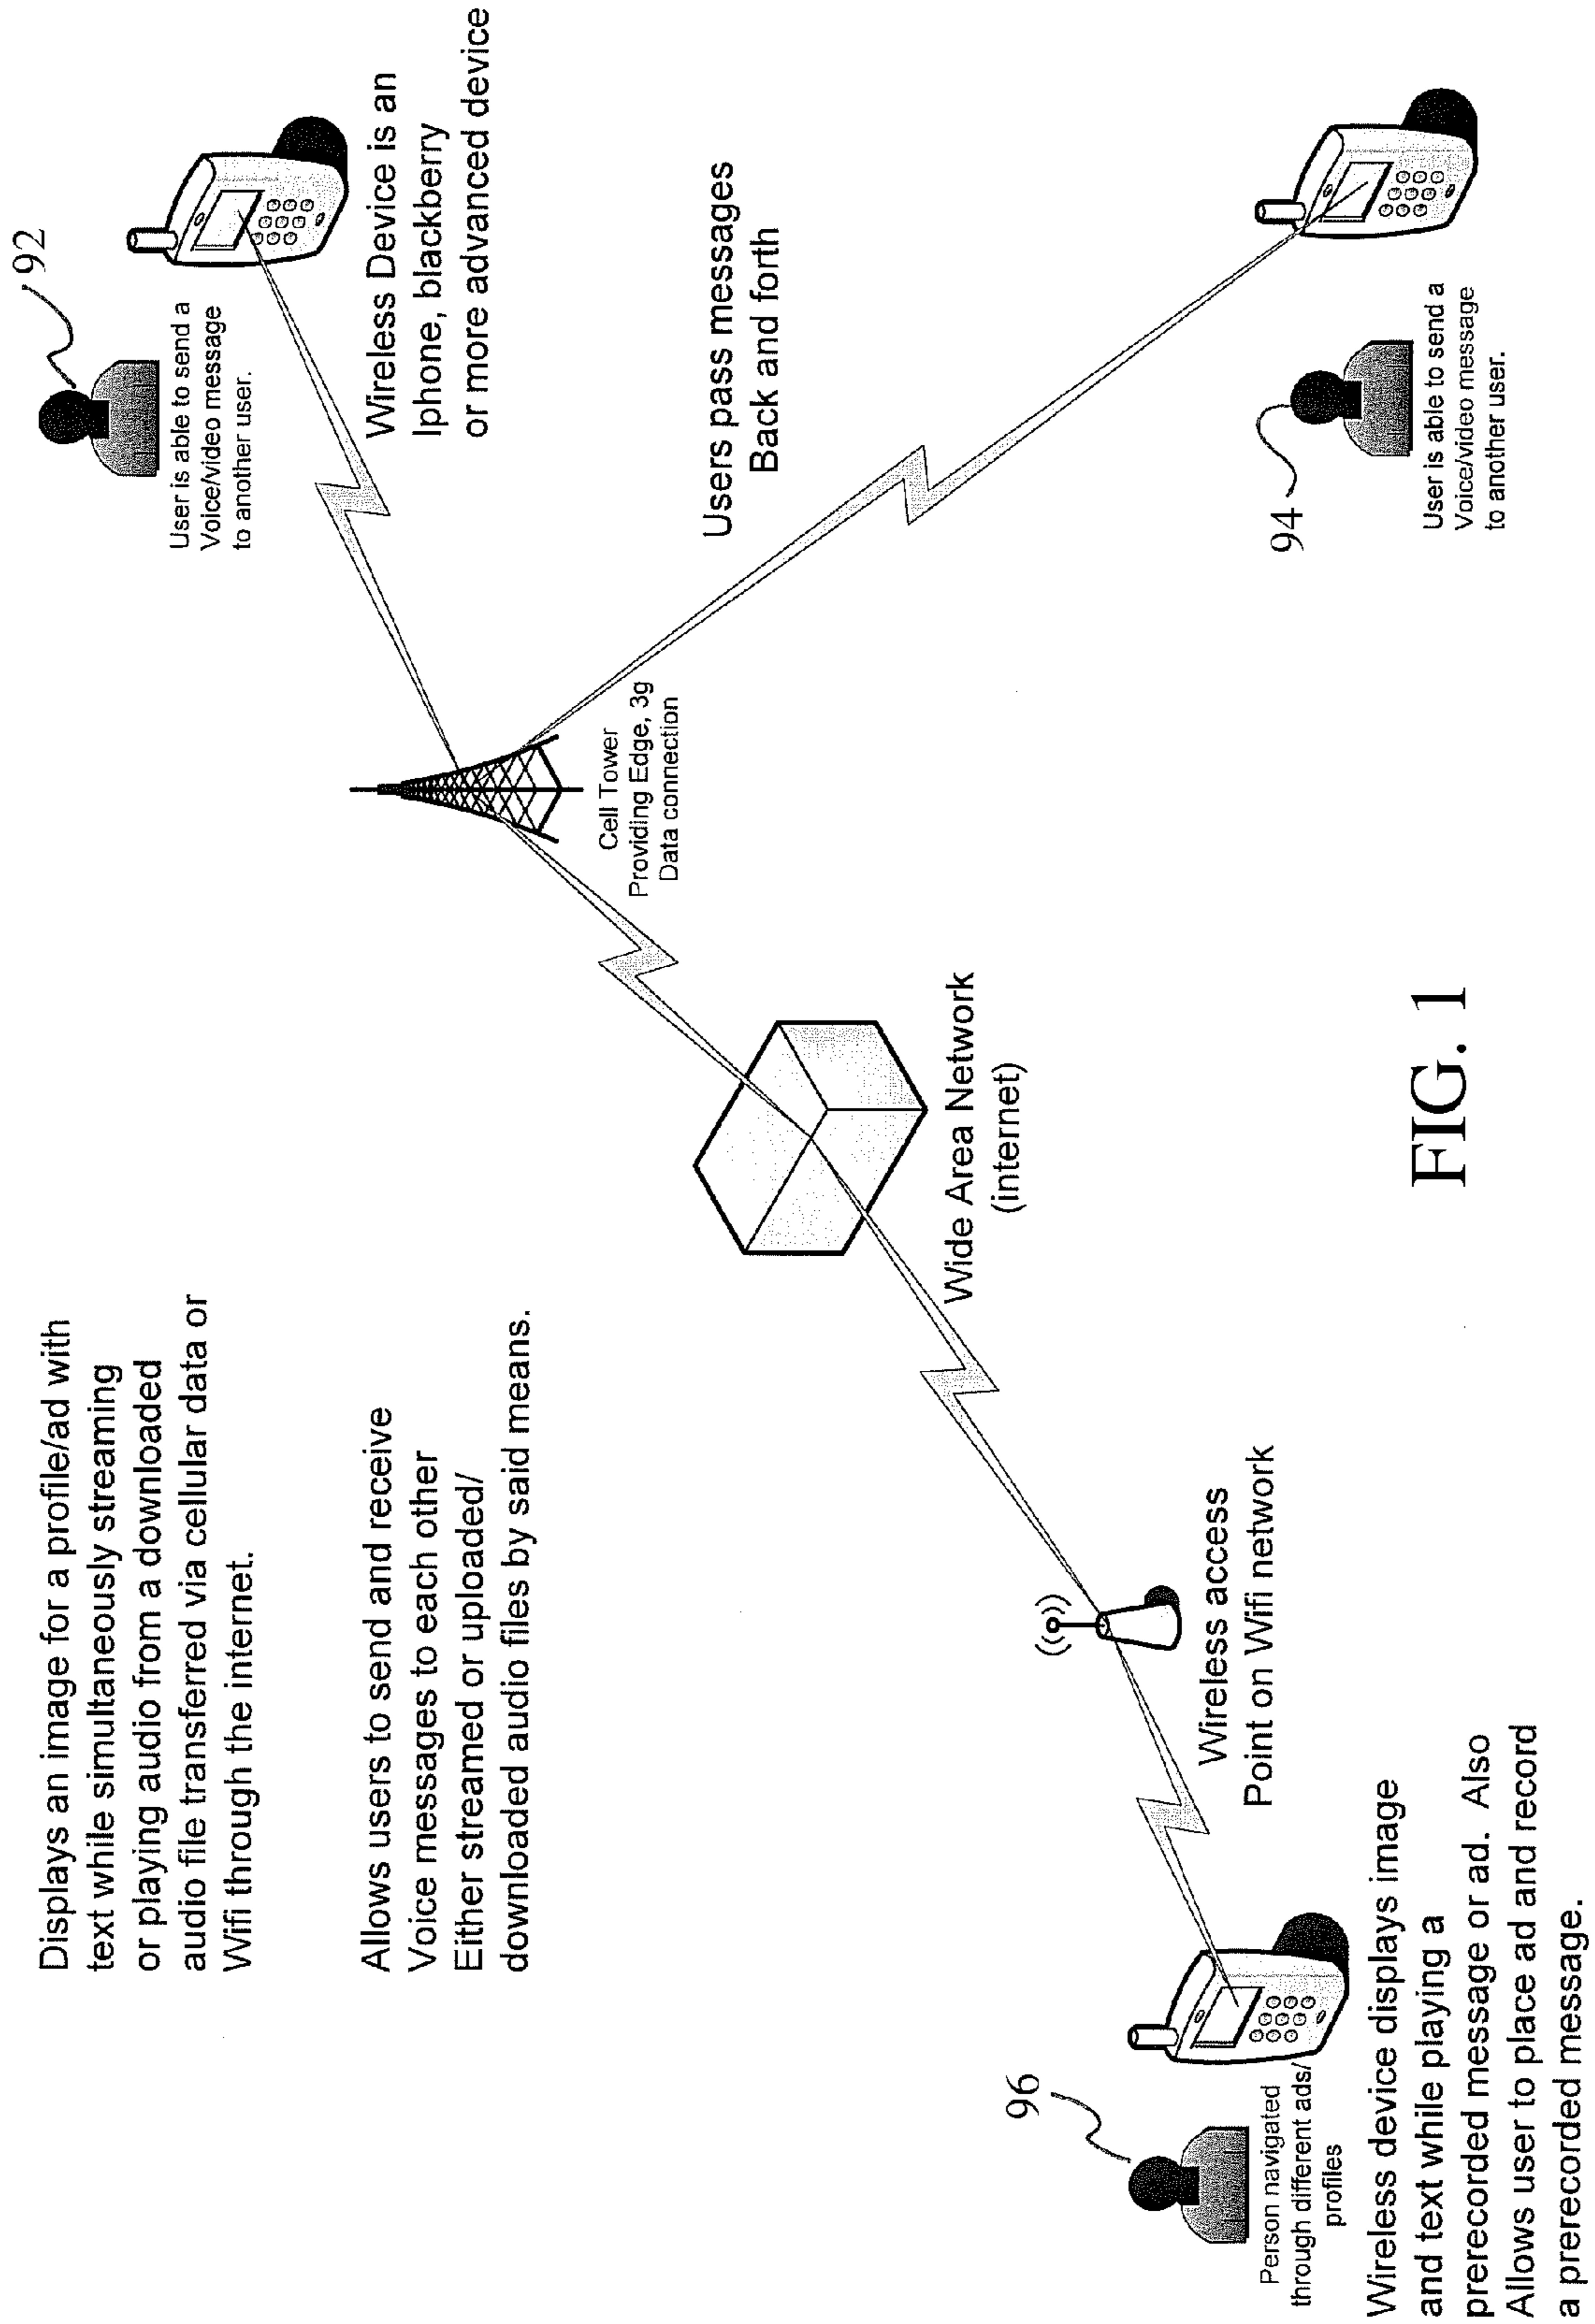 Displays an image for a profile/ad with
text while simultaneously streaming
or playing audio from a downloaded
audio file transferred via cellular data or
Wifi through the internet.
Allows users to send and receive
Voice messages to each other
Either streamed or uploaded/
downloaded audio files by said means.
92
User is able to send a
Voice/video message
to another user.
Wireless Device is an
Iphone, blackberry
or more advanced device
Cell Tower
Providing Edge, 3g
Data connection
Users pass messages
Back and forth
Wide Area Network
(internet)
96
Person navigated
through different ads/
profiles
Wireless access
Point on Wifi network
Wireless device displays image
and text while playing a
prerecorded message or ad.  Also
Allows user to place ad and record
a prerecorded message.
94
User is able to send a
Voice/video message
to another user.
FIG. 1